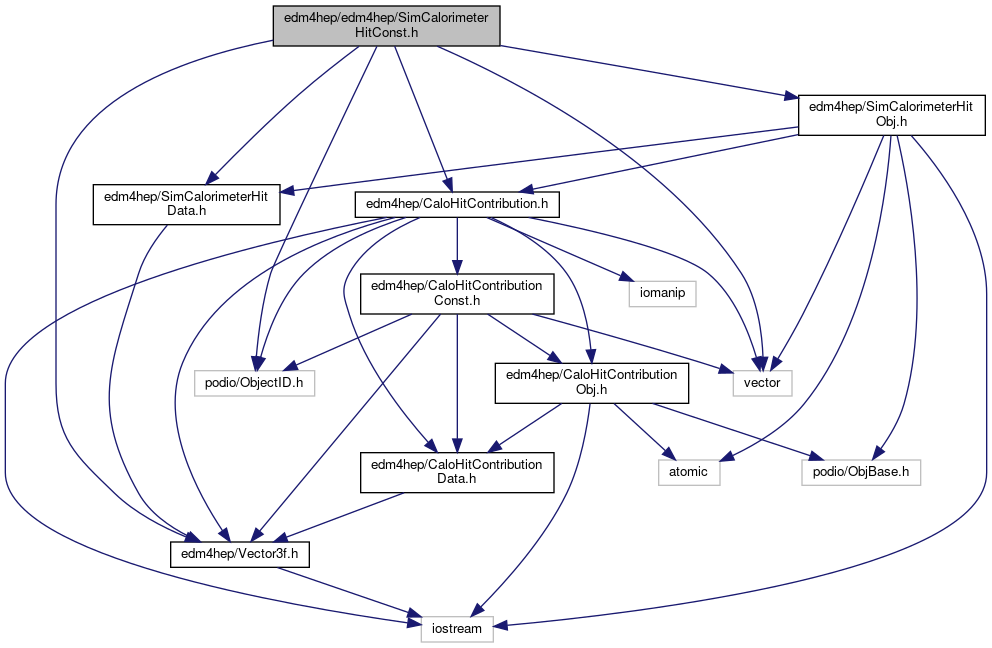 edm4hep/edm4hep/SimCalorimeter
HitConst.h
edm4hep/SimCalorimeterHit
Obj.h
edm4hep/SimCalorimeterHit
Data.h
edm4hep/CaloHitContribution.h
edm4hep/CaloHitContribution
Const.h
iomanip
podio/ObjectID.h
edm4hep/CaloHitContribution
Obj.h
vector
edm4hep/CaloHitContribution
Data.h
atomic
podio/ObjBase.h
edm4hep/Vector3f.h
iostream